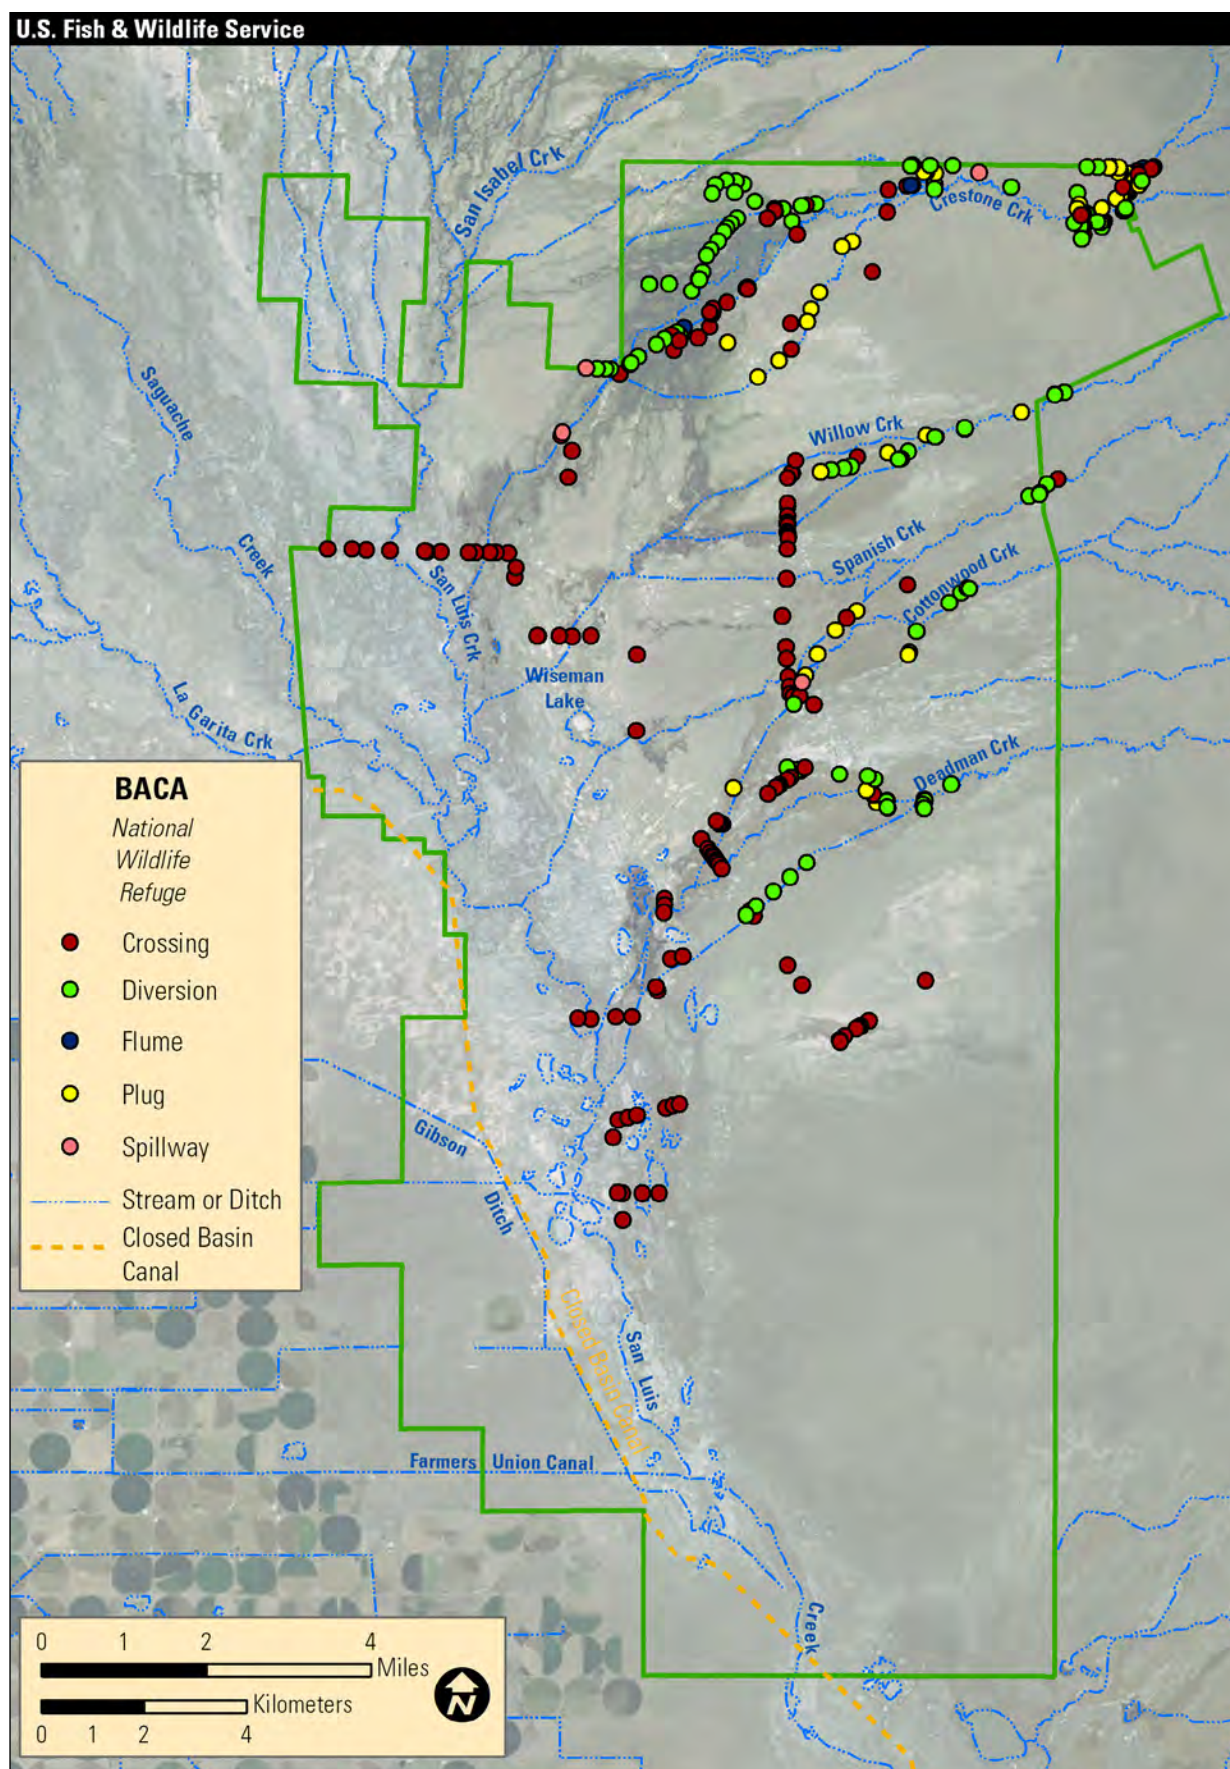 U.S. Fish & Wildlife Service
San Isabel Crk
Crestone Crk
Saguache
Creek
Willow Crk
Spanish Crk
Cottonwood Crk
San Luis Crk
Wiseman
Lake
La Garita Crk
Deadman Crk
BACA
National
Wildlife
Refuge
Crossing
Diversion
Flume
Plug
Spillway
Stream or Ditch
Closed Basin
Canal
Gibson
Ditch
Closed Basin Canal
San Luis
Creek
Farmers Union Canal
0 1 2 4
Miles
Kilometers
0 1 2 4
N